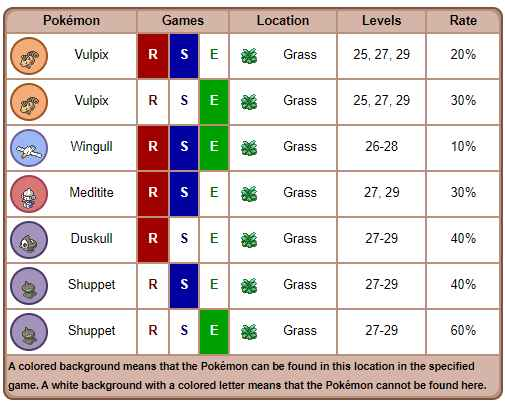 Pokémon Games Location Levels Rate
Vulpix R S E Grass 25, 27, 29 20%
Vulpix R S E Grass 25, 27, 29 30%
Wingull R S E Grass 26-28 10%
Meditite R S E Grass 27, 29 30%
Duskull R S E Grass 27-29 40%
Shuppet R S E Grass 27-29 40%
Shuppet R S E Grass 27-29 60%
A colored background means that the Pokémon can be found in this location in the specified
game. A white background with a colored letter means that the Pokémon cannot be found here.